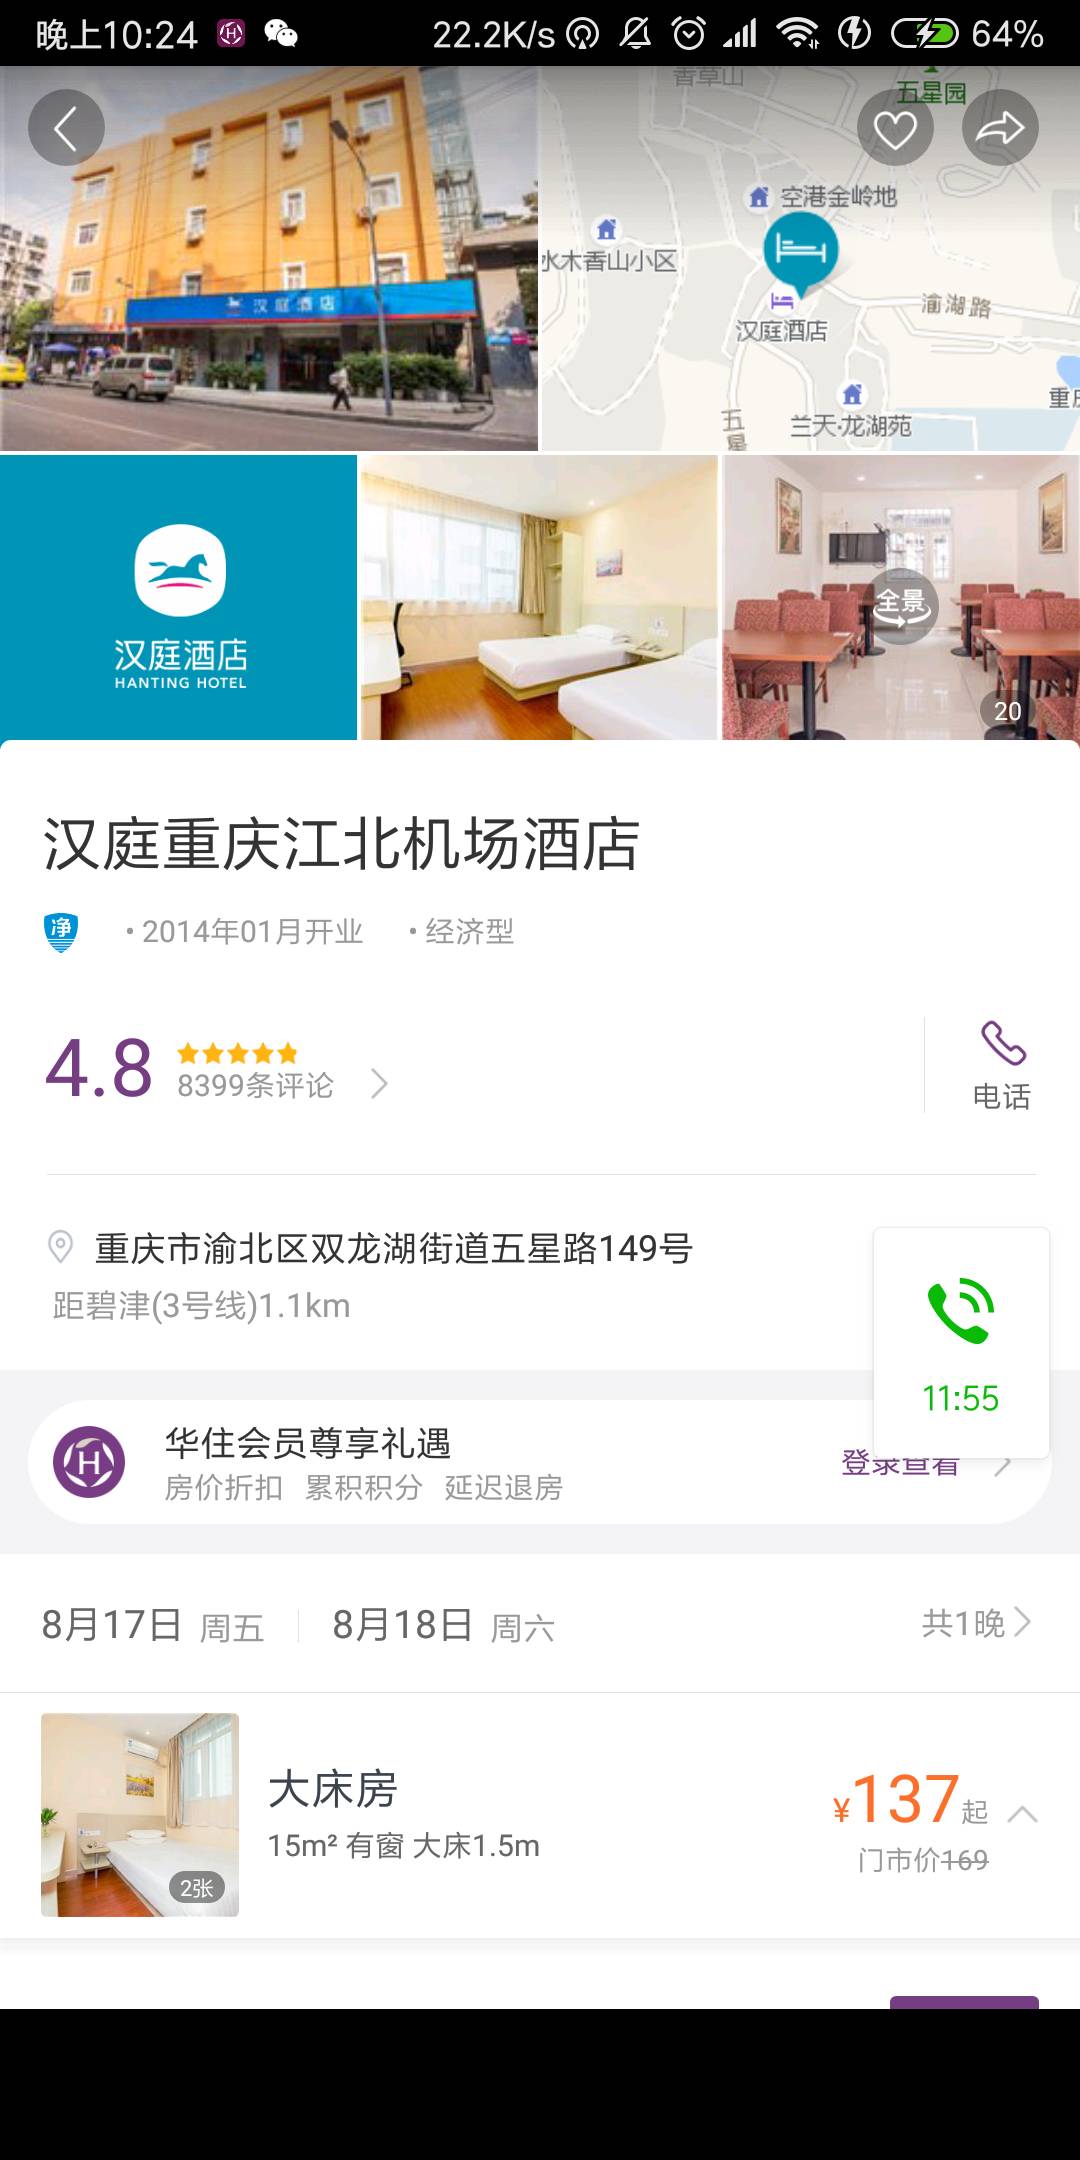 晚上10:24
22.2K/s
64%
香草山
五星园
空港金岭地
水木香山小区
汉庭酒店
渝湖路
汉庭酒店
兰天·龙湖苑
五星
重庆
汉庭酒店
HANTING HOTEL
全景
20
汉庭重庆江北机场酒店
净
·2014年01月开业 ·经济型
4.8
8399条评论
电话
重庆市渝北区双龙湖街道五星路149号
距碧津(3号线)1.1km
11:55
华住会员尊享礼遇
房价折扣 累积积分 延迟退房
登录查看
8月17日 周五 8月18日 周六 共1晚
2张
大床房
15m² 有窗 大床1.5m
¥137起
门市价169